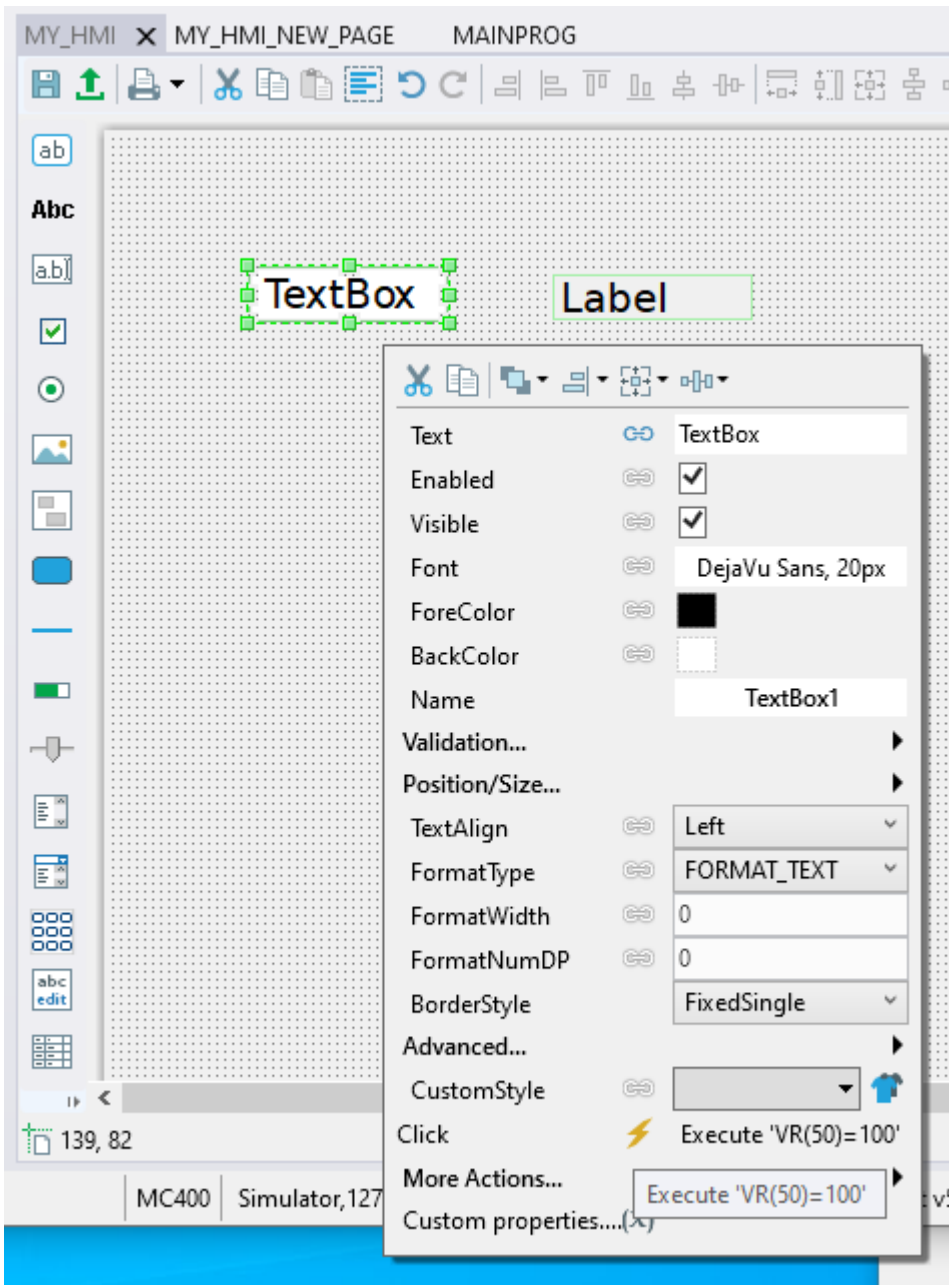 MY_HMI MY_HMI_NEW_PAGE MAINPROG
ab
Abc
a.b
TextBox Label
Text TextBox
Enabled
Visible
Font DejaVu Sans, 20px
ForeColor
BackColor
Name TextBox1
Validation...
Position/Size...
TextAlign Left
FormatType FORMAT_TEXT
FormatWidth 0
FormatNumDP 0
BorderStyle FixedSingle
abc
edit
Advanced...
CustomStyle
139, 82
Click Execute 'VR(50)=100'
More Actions...
MC400 Simulator,127 Execute 'VR(50)=100'
Custom properties....(